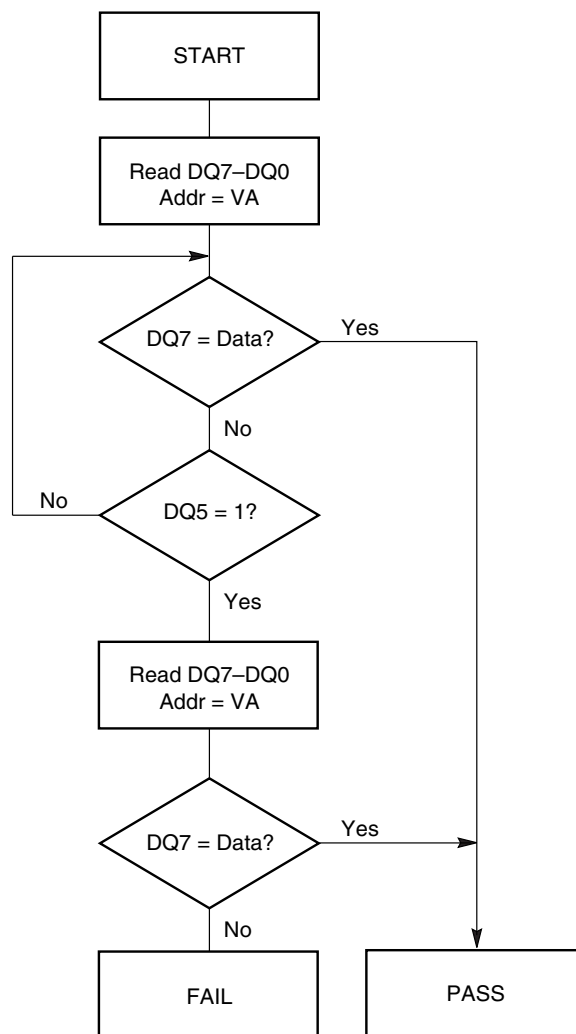 START
Read DQ7–DQ0
Addr = VA
DQ7 = Data?
Yes
No
No
DQ5 = 1?
Yes
Read DQ7–DQ0
Addr = VA
DQ7 = Data?
Yes
No
FAIL
PASS